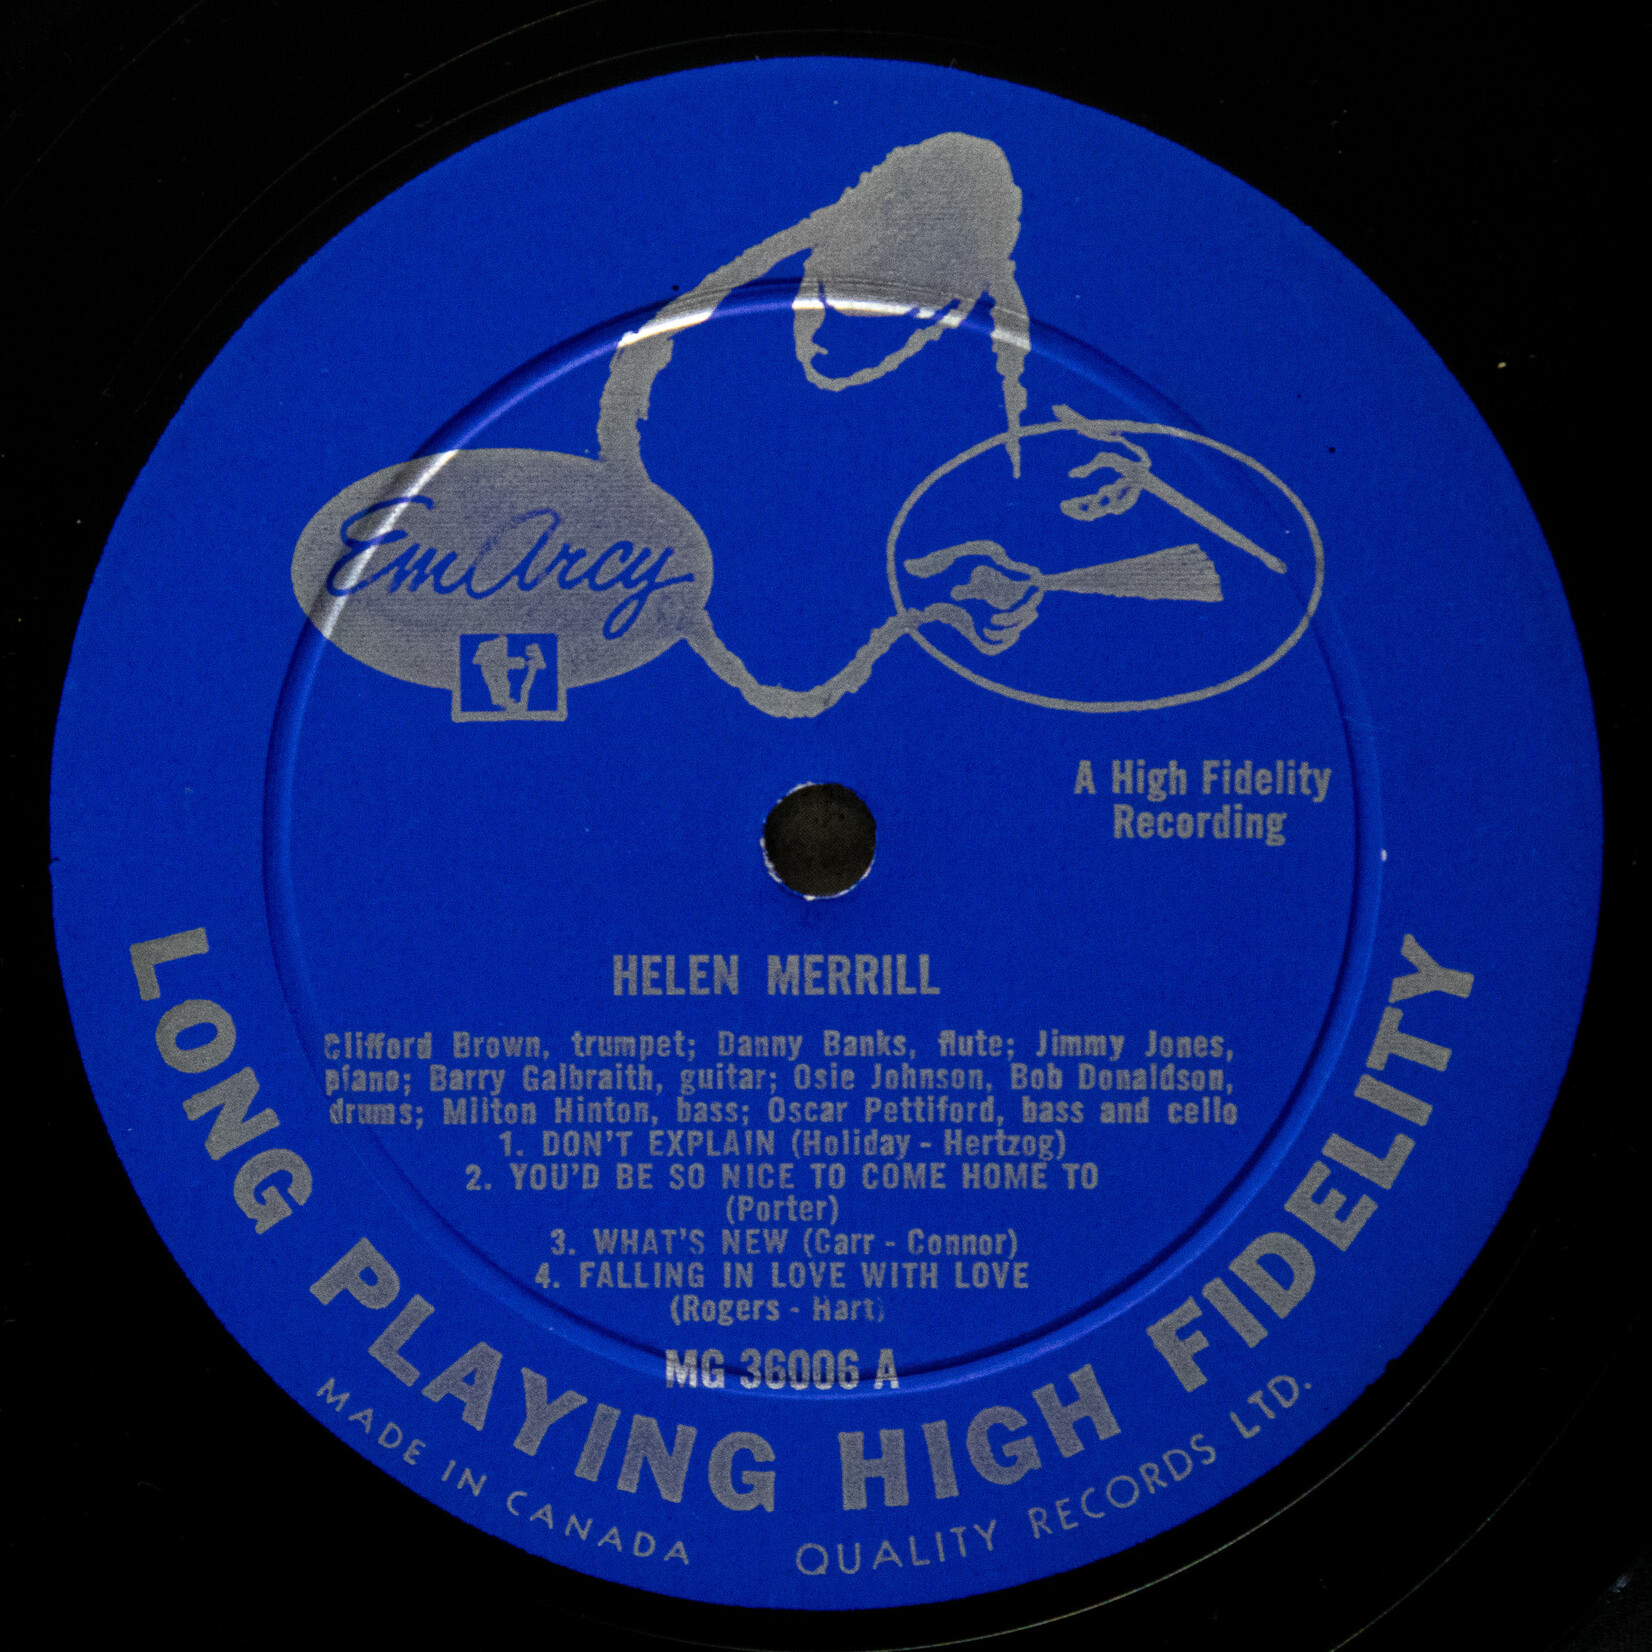 EmArcy
A High Fidelity
Recording
HELEN MERRILL
Clifford Brown, trumpet; Danny Banks, flute; Jimmy Jones,
piano; Barry Galbraith, guitar; Osie Johnson, Bob Donaldson,
drums; Milton Hinton, bass; Oscar Pettiford, bass and cello
1. DON'T EXPLAIN (Holiday - Hertzog)
2. YOU'D BE SO NICE TO COME HOME TO
(Porter)
3. WHAT'S NEW (Carr - Connor)
4. FALLING IN LOVE WITH LOVE
(Rogers - Hart)
MG 36006 A
LONG PLAYING HIGH FIDELITY
MADE IN CANADA QUALITY RECORDS LTD.